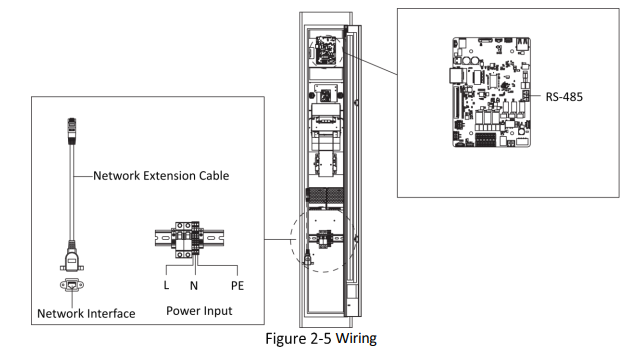 RS-485
Network Extension Cable
L N PE
Network Interface
Power Input
Figure 2-5 Wiring